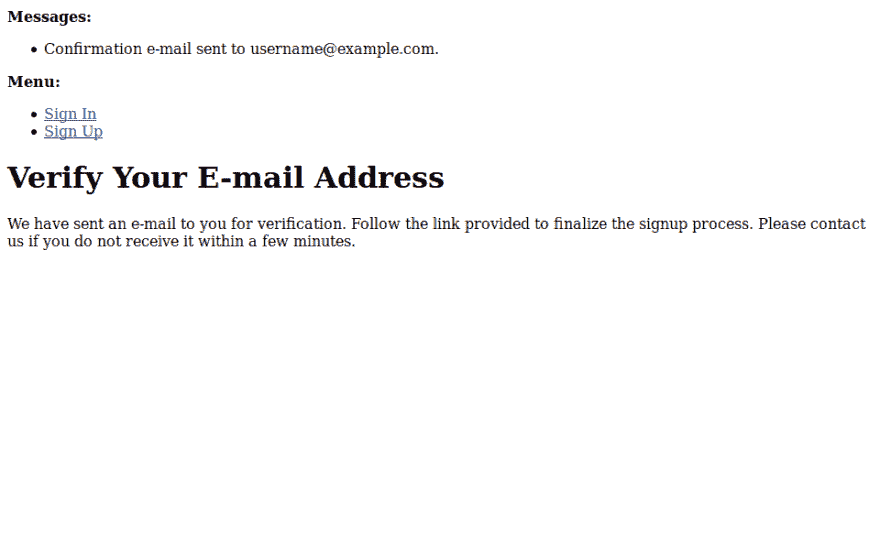 Messages:
Confirmation e-mail sent to username@example.com.
Menu:
Sign In
Sign Up
Verify Your E-mail Address
We have sent an e-mail to you for verification. Follow the link provided to finalize the signup process. Please contact
us if you do not receive it within a few minutes.